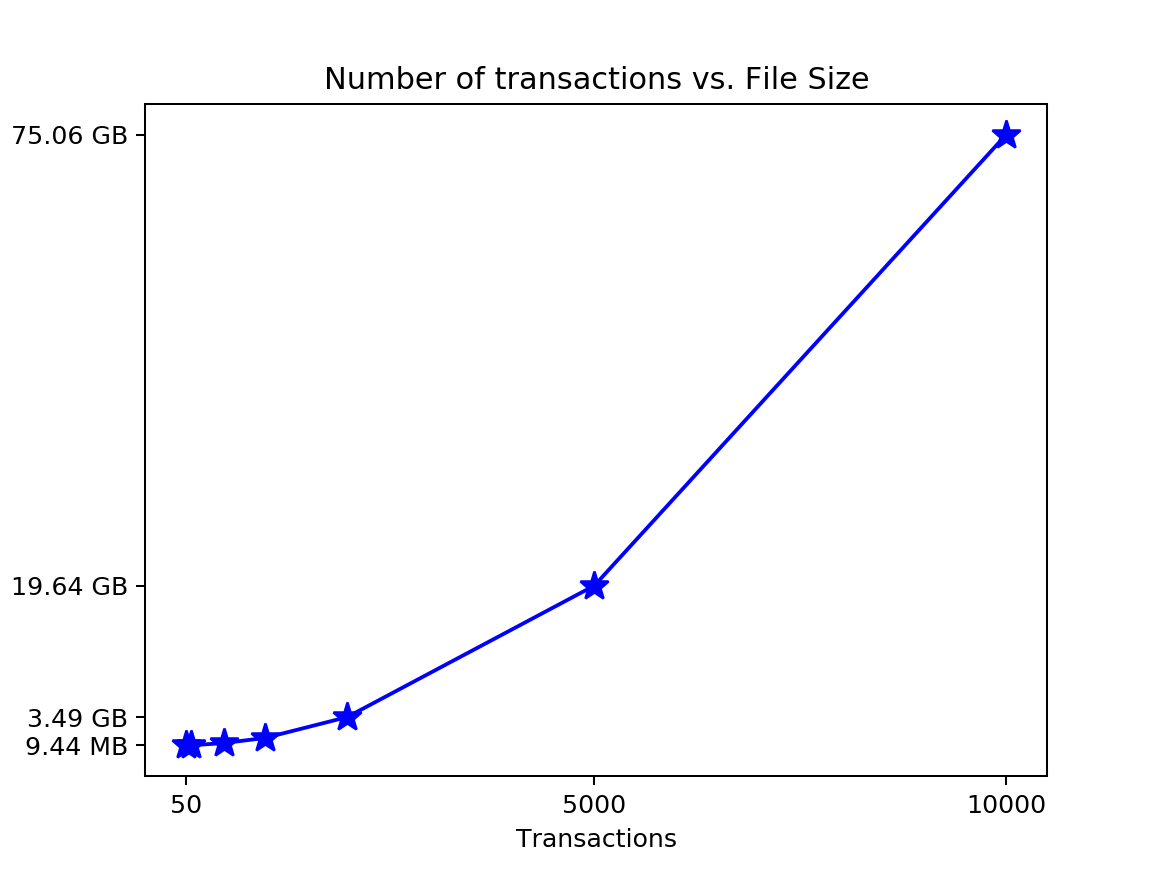 Number of transactions vs. File Size
75.06 GB
19.64 GB
3.49 GB
9.44 MB
50 5000 10000
Transactions